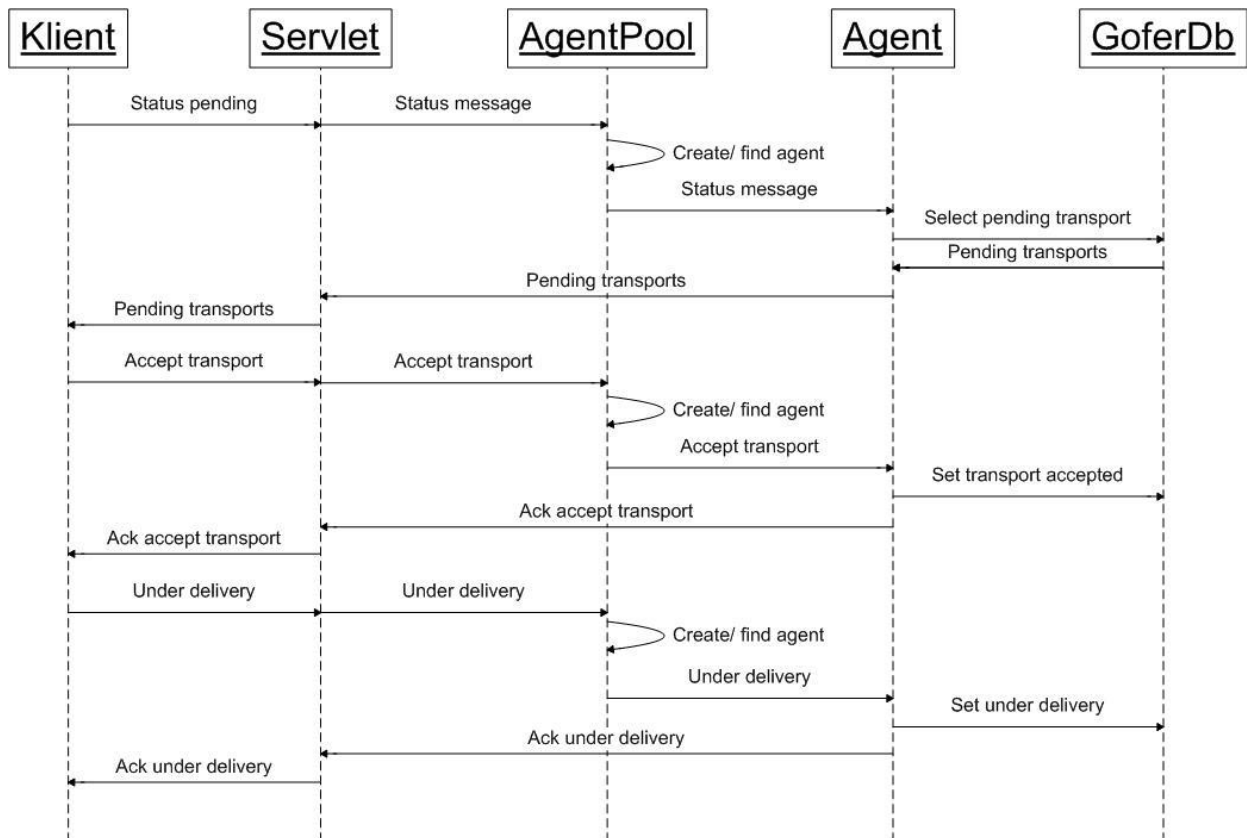 Klient
Servlet
AgentPool
Agent
GoferDb
Status pending
Status message
Create/ find agent
Status message
Select pending transport
Pending transports
Pending transports
Pending transports
Accept transport
Accept transport
Create/ find agent
Accept transport
Set transport accepted
Ack accept transport
Ack accept transport
Under delivery
Under delivery
Create/ find agent
Under delivery
Set under delivery
Ack under delivery
Ack under delivery